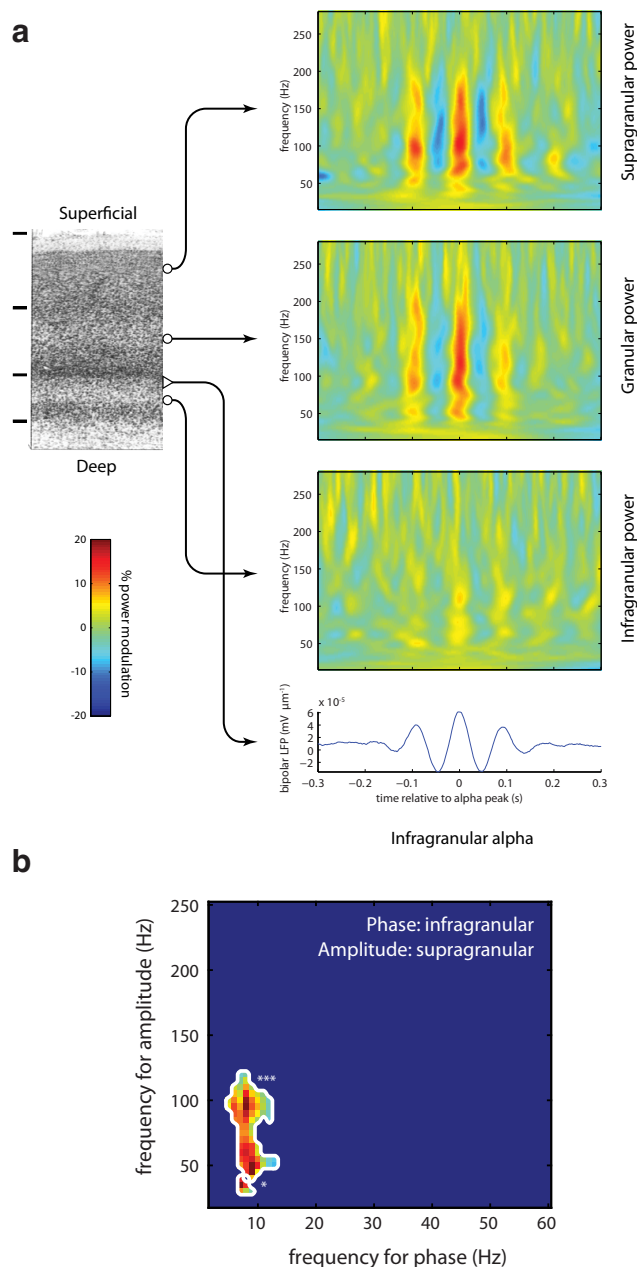 a
Superficial
Deep
20
10
0
-10
-20
% power modulation
frequency (Hz)
250
200
150
100
50
Supragranular power
frequency (Hz)
250
200
150
100
50
Granular power
frequency (Hz)
250
200
150
100
50
Infragranular power
x 10⁻⁵
bipolar LFP (mV µm⁻¹)
6
4
2
0
−2
−0.3 −0.2 −0.1 0 0.1 0.2 0.3
time relative to alpha peak (s)
Infragranular alpha
b
Phase: infragranular
Amplitude: supragranular
frequency for amplitude (Hz)
250
200
150
100
50
***
*
10 20 30 40 50 60
frequency for phase (Hz)